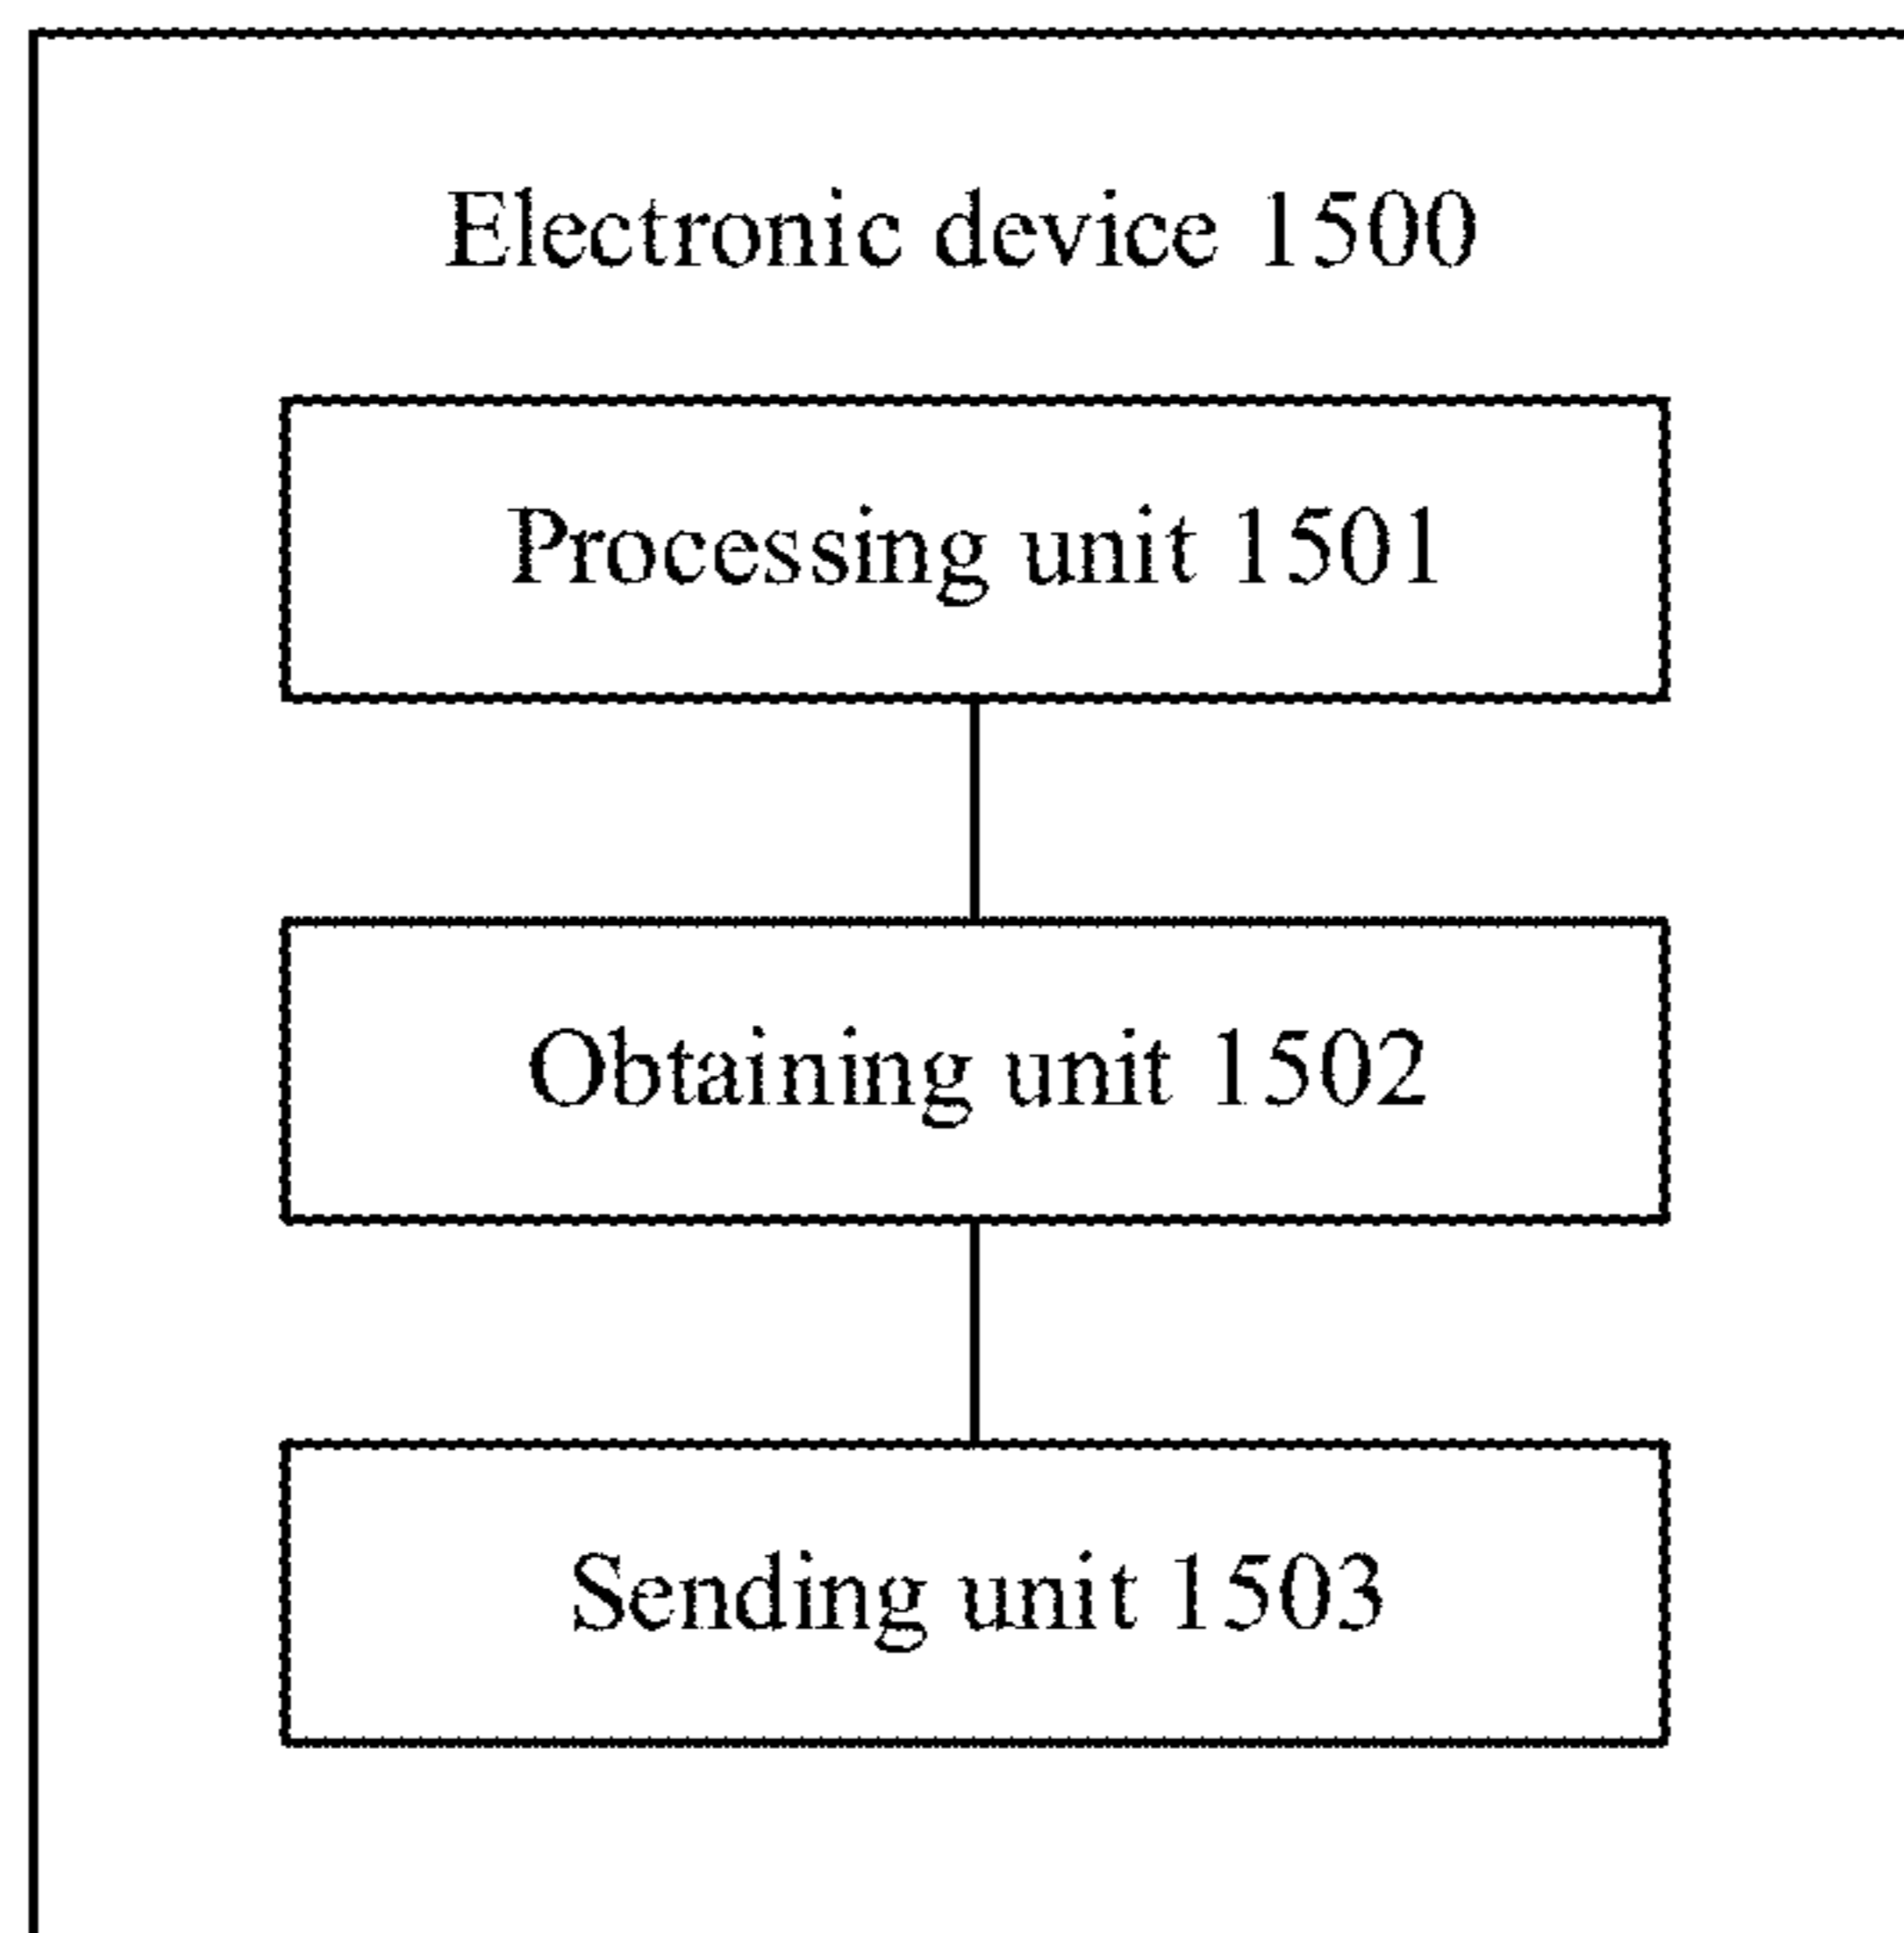 Electronic device 1500
Processing unit 1501
Obtaining unit 1502
Sending unit 1503